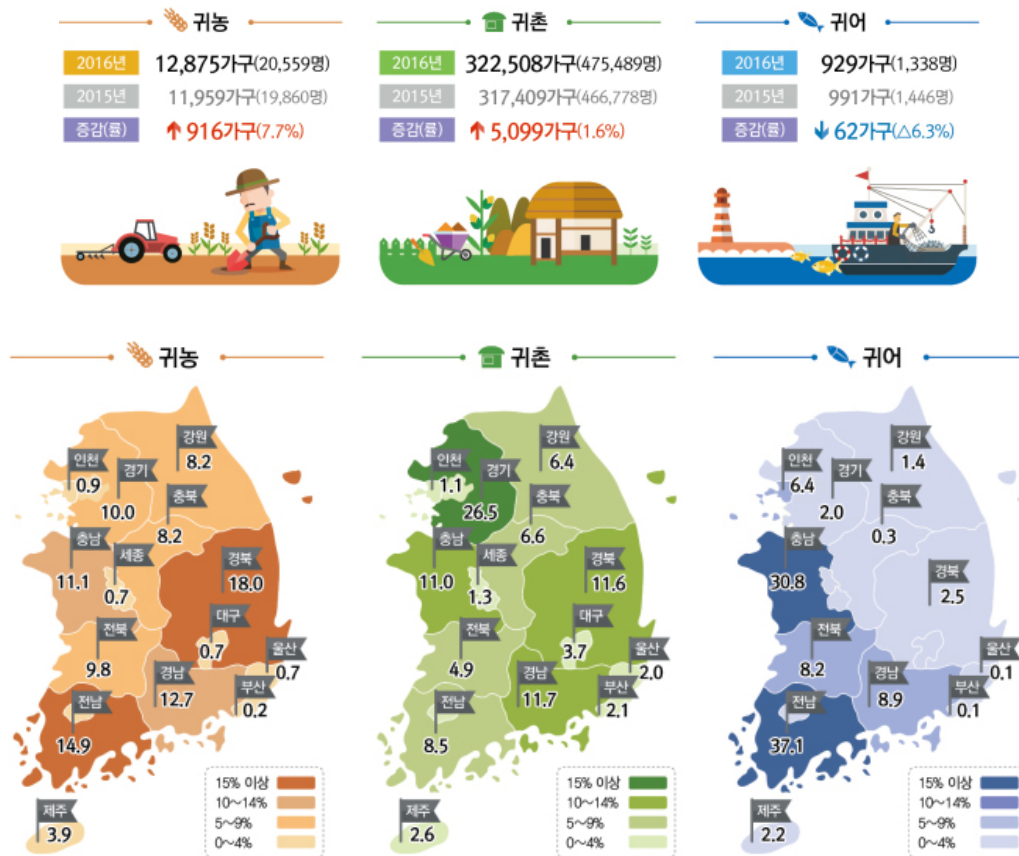 귀농
2016년 12,875가구(20,559명)
2015년 11,959가구(19,860명)
증감(률) ↑ 916가구(7.7%)
귀촌
2016년 322,508가구(475,489명)
2015년 317,409가구(466,778명)
증감(률) ↑ 5,099가구(1.6%)
귀어
2016년 929가구(1,338명)
2015년 991가구(1,446명)
증감(률) ↓ 62가구(△6.3%)
귀농
강원
8.2
인천
0.9
경기
10.0
충북
8.2
충남
11.1
세종
0.7
경북
18.0
대구
0.7
전북
9.8
울산
0.7
경남
12.7
부산
0.2
전남
14.9
제주
3.9
15% 이상
10~14%
5~9%
0~4%
귀촌
강원
6.4
인천
1.1
경기
26.5
충북
6.6
충남
11.0
세종
1.3
경북
11.6
대구
3.7
전북
4.9
울산
2.0
경남
11.7
부산
2.1
전남
8.5
제주
2.6
15% 이상
10~14%
5~9%
0~4%
귀어
강원
1.4
인천
6.4
경기
2.0
충북
0.3
충남
30.8
경북
2.5
전북
8.2
울산
0.1
경남
8.9
부산
0.1
전남
37.1
제주
2.2
15% 이상
10~14%
5~9%
0~4%